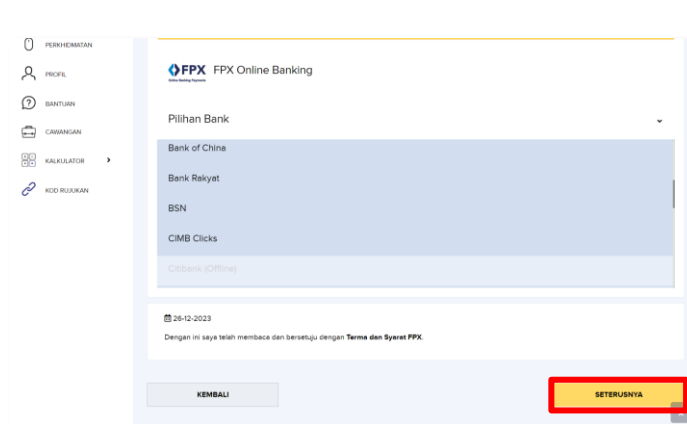 PERKHIDMATAN
PROFIL
BANTUAN
CAWANGAN
KALKULATOR
KOD RUJUKAN
FPX FPX Online Banking
Online Banking Payments
Pilihan Bank
Bank of China
Bank Rakyat
BSN
CIMB Clicks
Citibank (Offline)
26-12-2023
Dengan ini saya telah membaca dan bersetuju dengan Terma dan Syarat FPX.
KEMBALI
SETERUSNYA